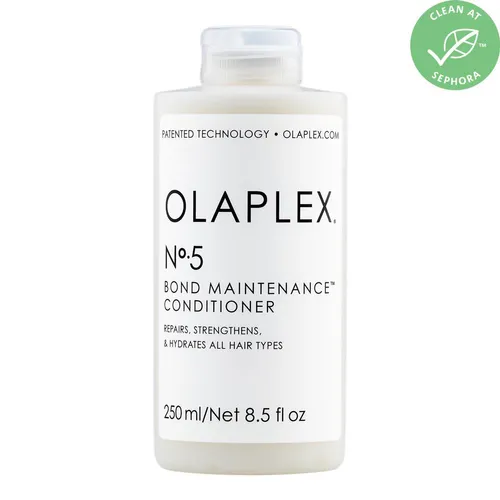 CLEAN AT
SEPHORA
™
PATENTED TECHNOLOGY • OLAPLEX.COM
OLAPLEX.
Nº.5
BOND MAINTENANCE™
CONDITIONER
REPAIRS, STRENGTHENS,
& HYDRATES ALL HAIR TYPES
250 ml/Net 8.5 fl oz